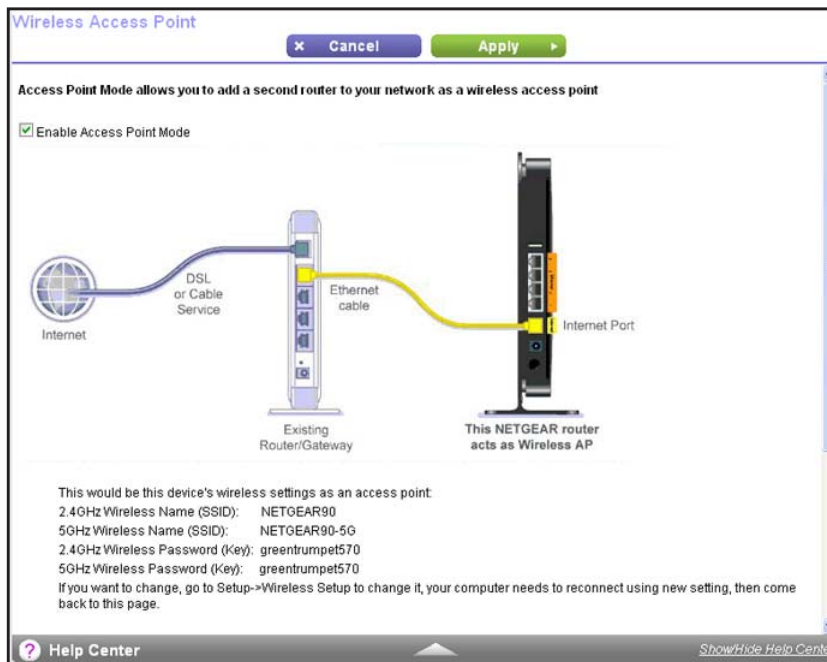 Wireless Access Point
× Cancel
Apply
Access Point Mode allows you to add a second router to your network as a wireless access point
Enable Access Point Mode
Internet
DSL
or Cable
Service
Ethernet
cable
Internet Port
Existing
Router/Gateway
This NETGEAR router
acts as Wireless AP
This would be this device's wireless settings as an access point:
2.4GHz Wireless Name (SSID): NETGEAR90
5GHz Wireless Name (SSID): NETGEAR90-5G
2.4GHz Wireless Password (Key): greentrumpet570
5GHz Wireless Password (Key): greentrumpet570
If you want to change, go to Setup->Wireless Setup to change it, your computer needs to reconnect using new setting, then come
back to this page.
? Help Center
Show/Hide Help Cente